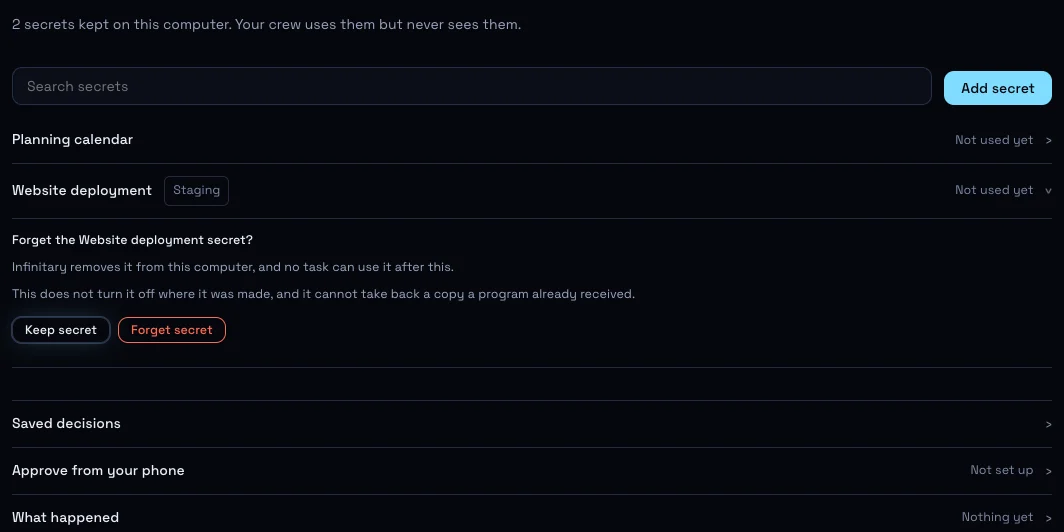 2 secrets kept on this computer. Your crew uses them but never sees them.
Search secrets
Add secret
Planning calendar
Not used yet >
Website deployment
Staging
Not used yet v
Forget the Website deployment secret?
Infinitary removes it from this computer, and no task can use it after this.
This does not turn it off where it was made, and it cannot take back a copy a program already received.
Keep secret
Forget secret
Saved decisions
>
Approve from your phone
Not set up >
What happened
Nothing yet >